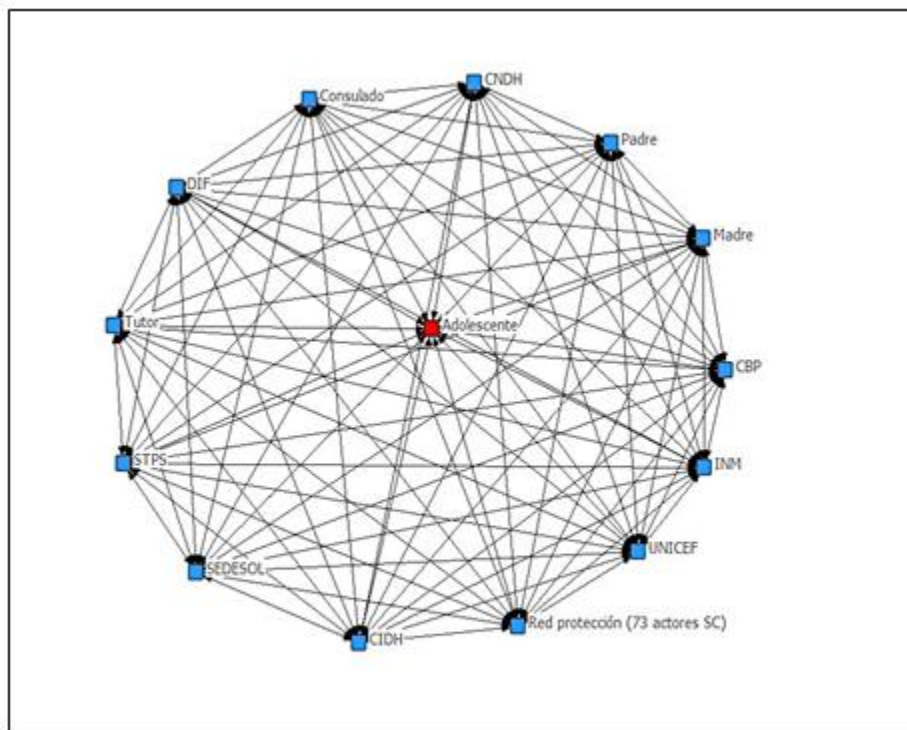 CNDH
Consulado
Padre
DIF
Madre
Tutor
Adolescente
CBP
STPS
INM
UNICEF
SEDESOL
Red protección (73 actores SC)
CIDH